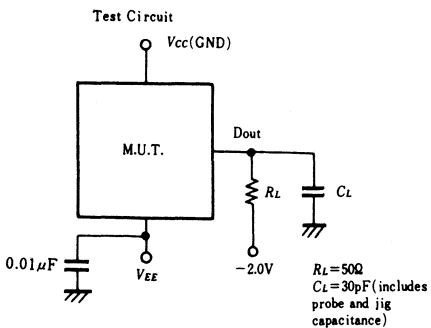 Test Circuit
Vcc(GND)
M.U.T.
Dout
RL
CL
0.01μF
VEE
−2.0V
RL=50Ω
CL=30pF(includes
probe and jig
capacitance)